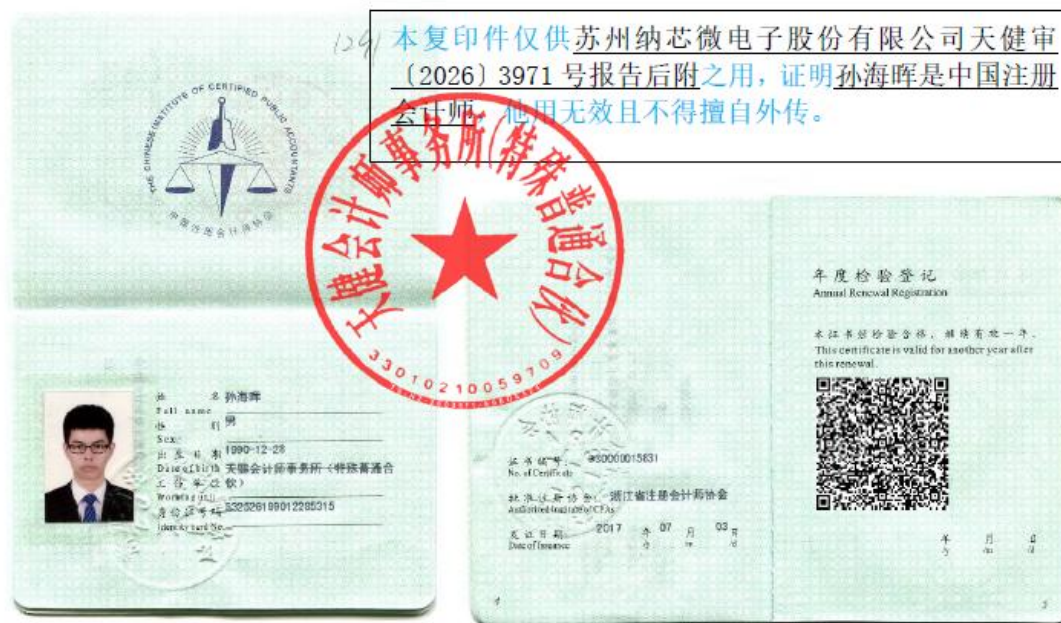 1291
本复印件仅供苏州纳芯微电子股份有限公司天健审
〔2026〕3971号报告后附之用，证明孙海晖是中国注册
会计师，他用无效且不得擅自外传。
THE CHINESE INSTITUTE OF CERTIFIED PUBLIC ACCOUNTANTS
中国注册会计师协会
天健会计师事务所(特殊普通合伙)
33010210059709
姓 名 孙海晖
Full name
性 别 男
Sex
出生日期 1990-12-28
Date of birth
工作单位 天健会计师事务所（特殊普通合
伙）
Working unit
身份证号码
Identity card No.
证书编号:
No. of Certificate
批准注册协会: 浙江省注册会计师协会
Authorized Institute of CPAs
发证日期: 2017 年 07 月 03 日
Date of Issuance /y /m /d
4
年度检验登记
Annual Renewal Registration
本证书经检验合格，继续有效一年。
This certificate is valid for another year after
this renewal.
年 月 日
/y /m /d
5